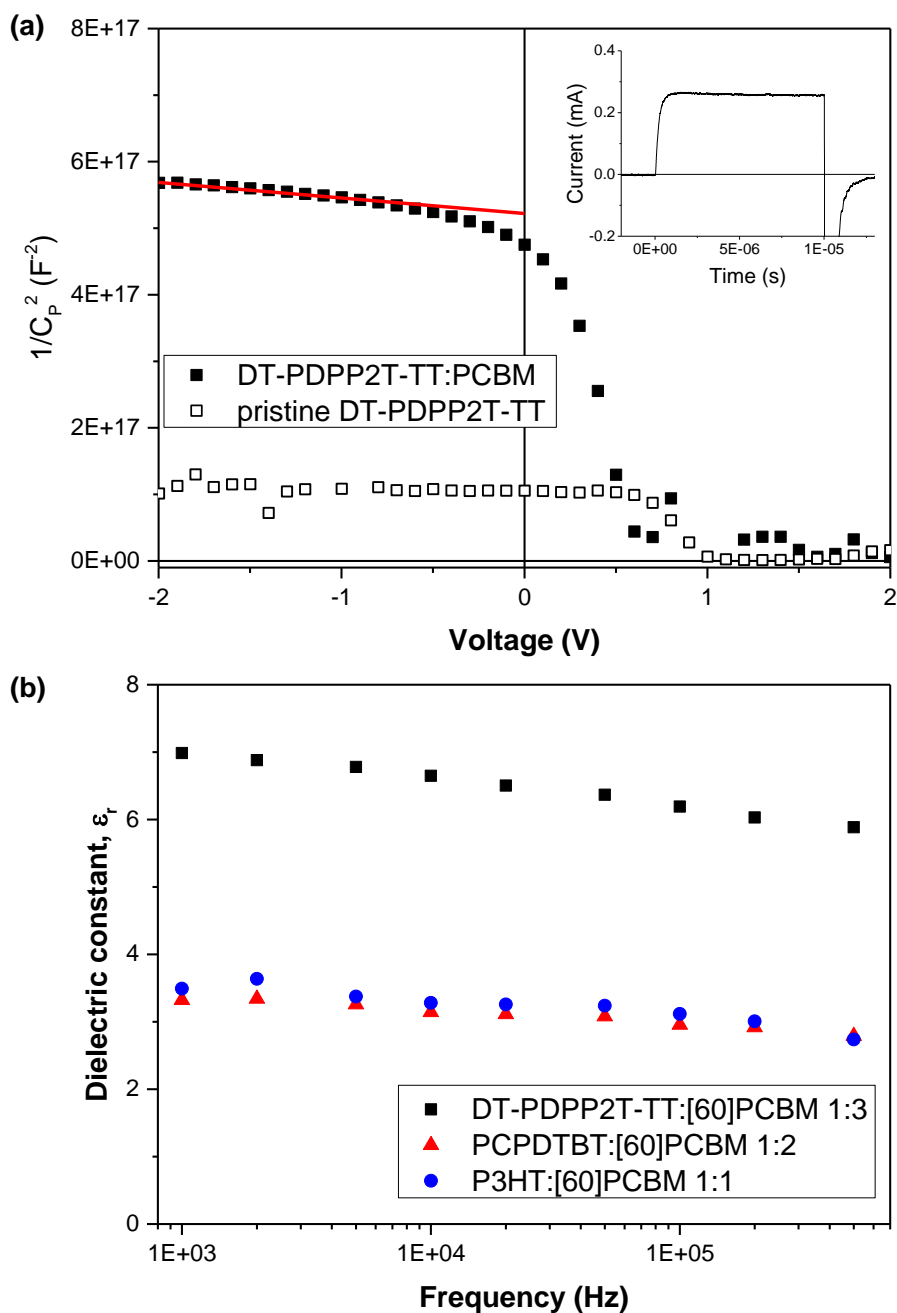 (a)
8E+17
6E+17
4E+17
2E+17
0E+00
1/C_P^2 (F^-2)
-2
-1
0
1
2
Voltage (V)
DT-PDPP2T-TT:PCBM
pristine DT-PDPP2T-TT
0.4
0.2
0.0
-0.2
Current (mA)
0E+00
5E-06
1E-05
Time (s)
(b)
8
6
4
2
0
Dielectric constant, ε_r
DT-PDPP2T-TT:[60]PCBM 1:3
PCPDTBT:[60]PCBM 1:2
P3HT:[60]PCBM 1:1
1E+03
1E+04
1E+05
Frequency (Hz)